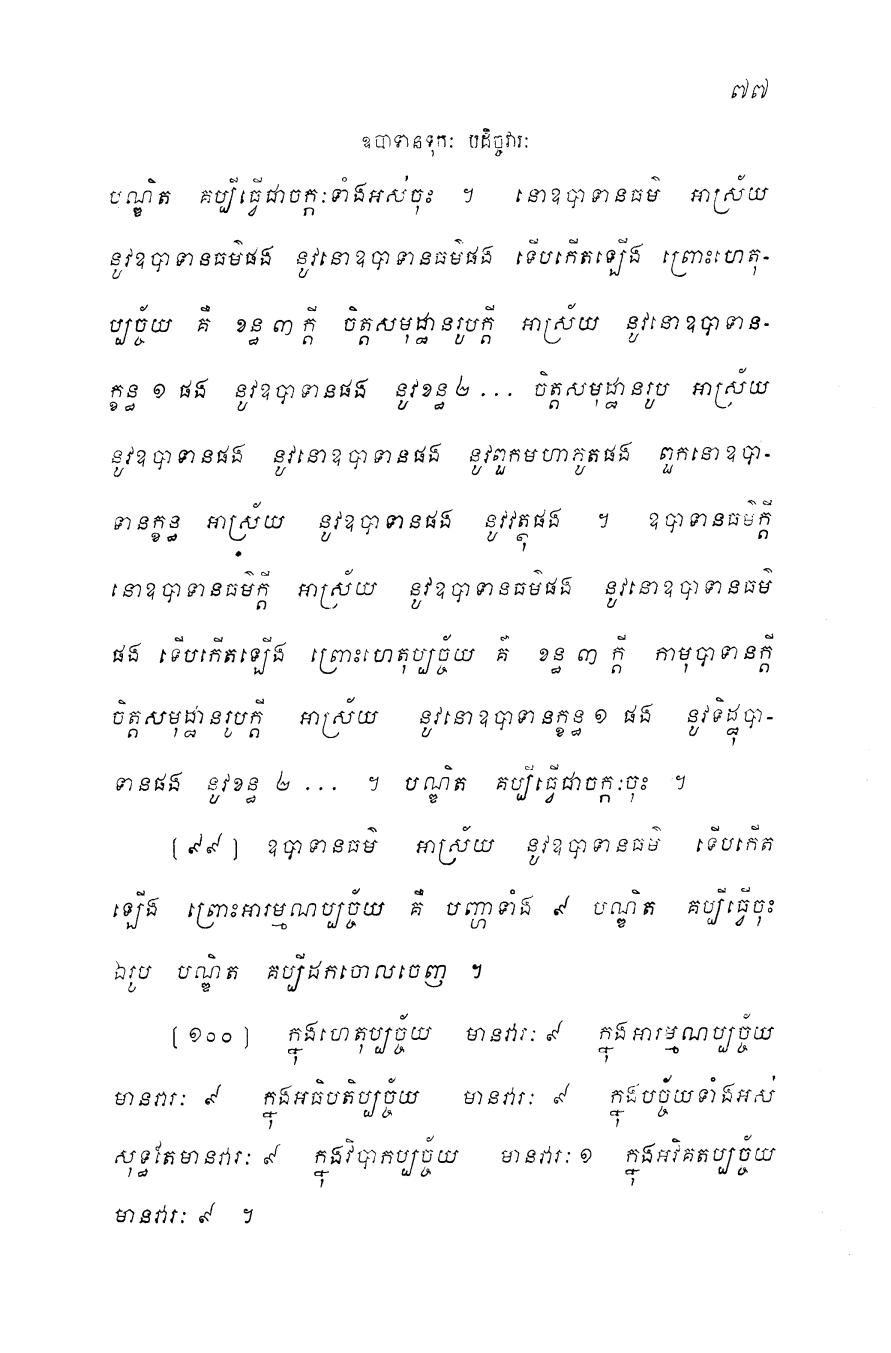 ៧៧
ឧបាទានទុកៈ បដិច្ចវារៈ
បណ្ឌិត គប្បីធ្វើជាចក្កៈទាំងអស់ចុះ ។ នោឧបាទានធម៌ អាស្រ័យ
នូវឧបាទានធម៌ផង នូវនោឧបាទានធម៌ផង ទើបកើតឡើង ព្រោះហេតុ-
ប្បច្ច័យ គឺ ខន្ធ ៣ ក្តី ចិត្តសមុដ្ឋានរូបក្តី អាស្រ័យ នូវនោឧបាទាន-
ក្ខន្ធ ១ ផង នូវឧបាទានផង នូវខន្ធ ២ ... ចិត្តសមុដ្ឋានរូប អាស្រ័យ
នូវឧបាទានផង នូវនោឧបាទានផង នូវពួកមហាភូតផង ពួកនោឧបា-
ទានក្ខន្ធ អាស្រ័យ នូវឧបាទានផង នូវវត្ថុផង ។ ឧបាទានធម៌ក្តី
នោឧបាទានធម៌ក្តី អាស្រ័យ នូវឧបាទានធម៌ផង នូវនោឧបាទានធម៌
ផង ទើបកើតឡើង ព្រោះហេតុប្បច្ច័យ គឺ ខន្ធ ៣ ក្តី កាមុបាទានក្តី
ចិត្តសមុដ្ឋានរូបក្តី អាស្រ័យ នូវនោឧបាទានក្ខន្ធ ១ ផង នូវទិដ្ឋុបា-
ទានផង នូវខន្ធ ២ ... ។ បណ្ឌិត គប្បីធ្វើជាចក្កៈចុះ ។
[៩៩] ឧបាទានធម៌ អាស្រ័យ នូវឧបាទានធម៌ ទើបកើត
ឡើង ព្រោះអារម្មណប្បច្ច័យ គឺ បញ្ហាទាំង ៩ បណ្ឌិត គប្បីធ្វើចុះ
ឯរូប បណ្ឌិត គប្បីដកចោលចេញ ។
[១០០] ក្នុងហេតុប្បច្ច័យ មានវារៈ ៩ ក្នុងអារម្មណប្បច្ច័យ
មានវារៈ ៩ ក្នុងអធិបតិប្បច្ច័យ មានវារៈ ៩ ក្នុងបច្ច័យទាំងអស់
សុទ្ធតែមានវារៈ ៩ ក្នុងវិបាកប្បច្ច័យ មានវារៈ ១ ក្នុងអវិគតប្បច្ច័យ
មានវារៈ ៩ ។